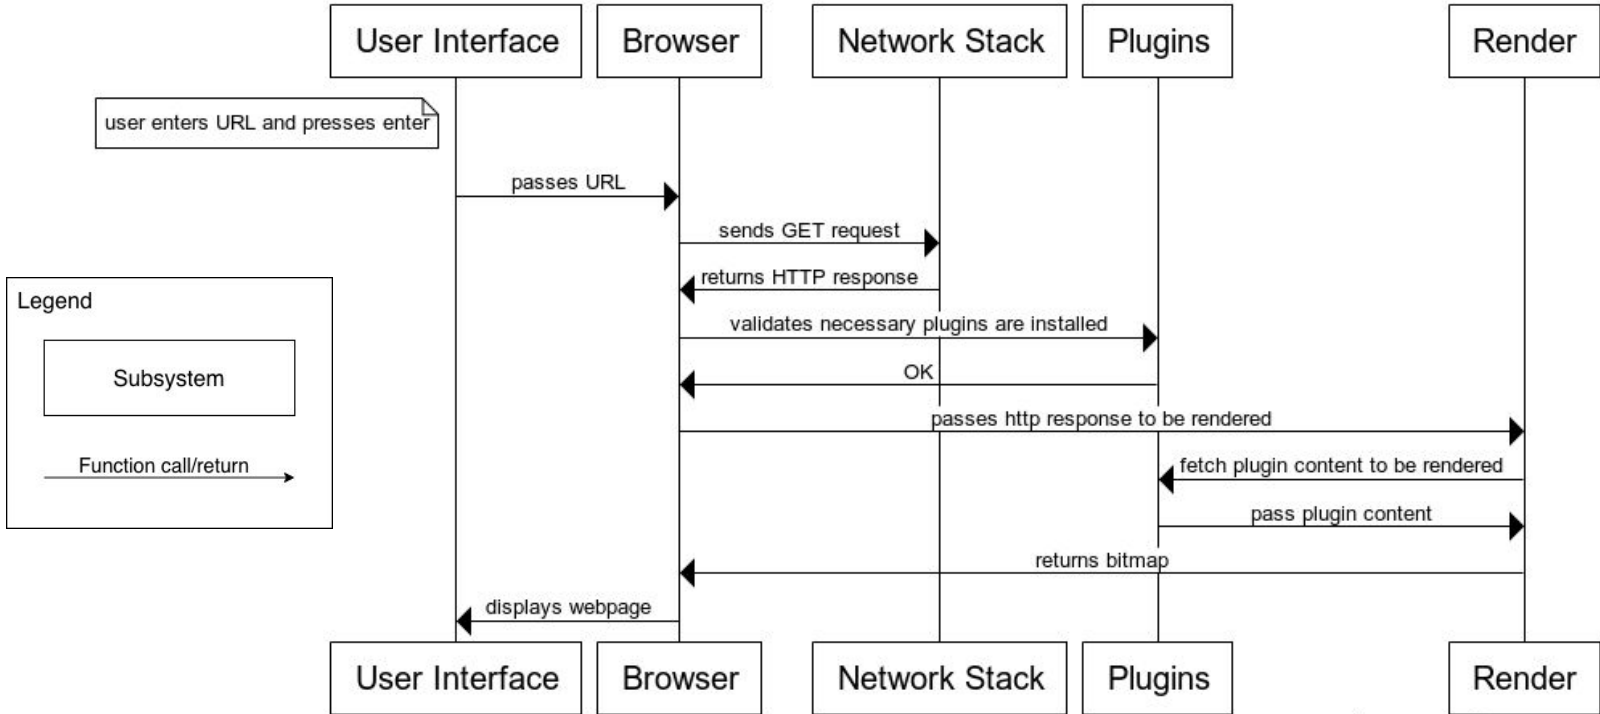 User Interface
Browser
Network Stack
Plugins
Render
user enters URL and presses enter
passes URL
sends GET request
returns HTTP response
Legend
validates necessary plugins are installed
Subsystem
OK
passes http response to be rendered
Function call/return
fetch plugin content to be rendered
pass plugin content
returns bitmap
displays webpage
User Interface
Browser
Network Stack
Plugins
Render